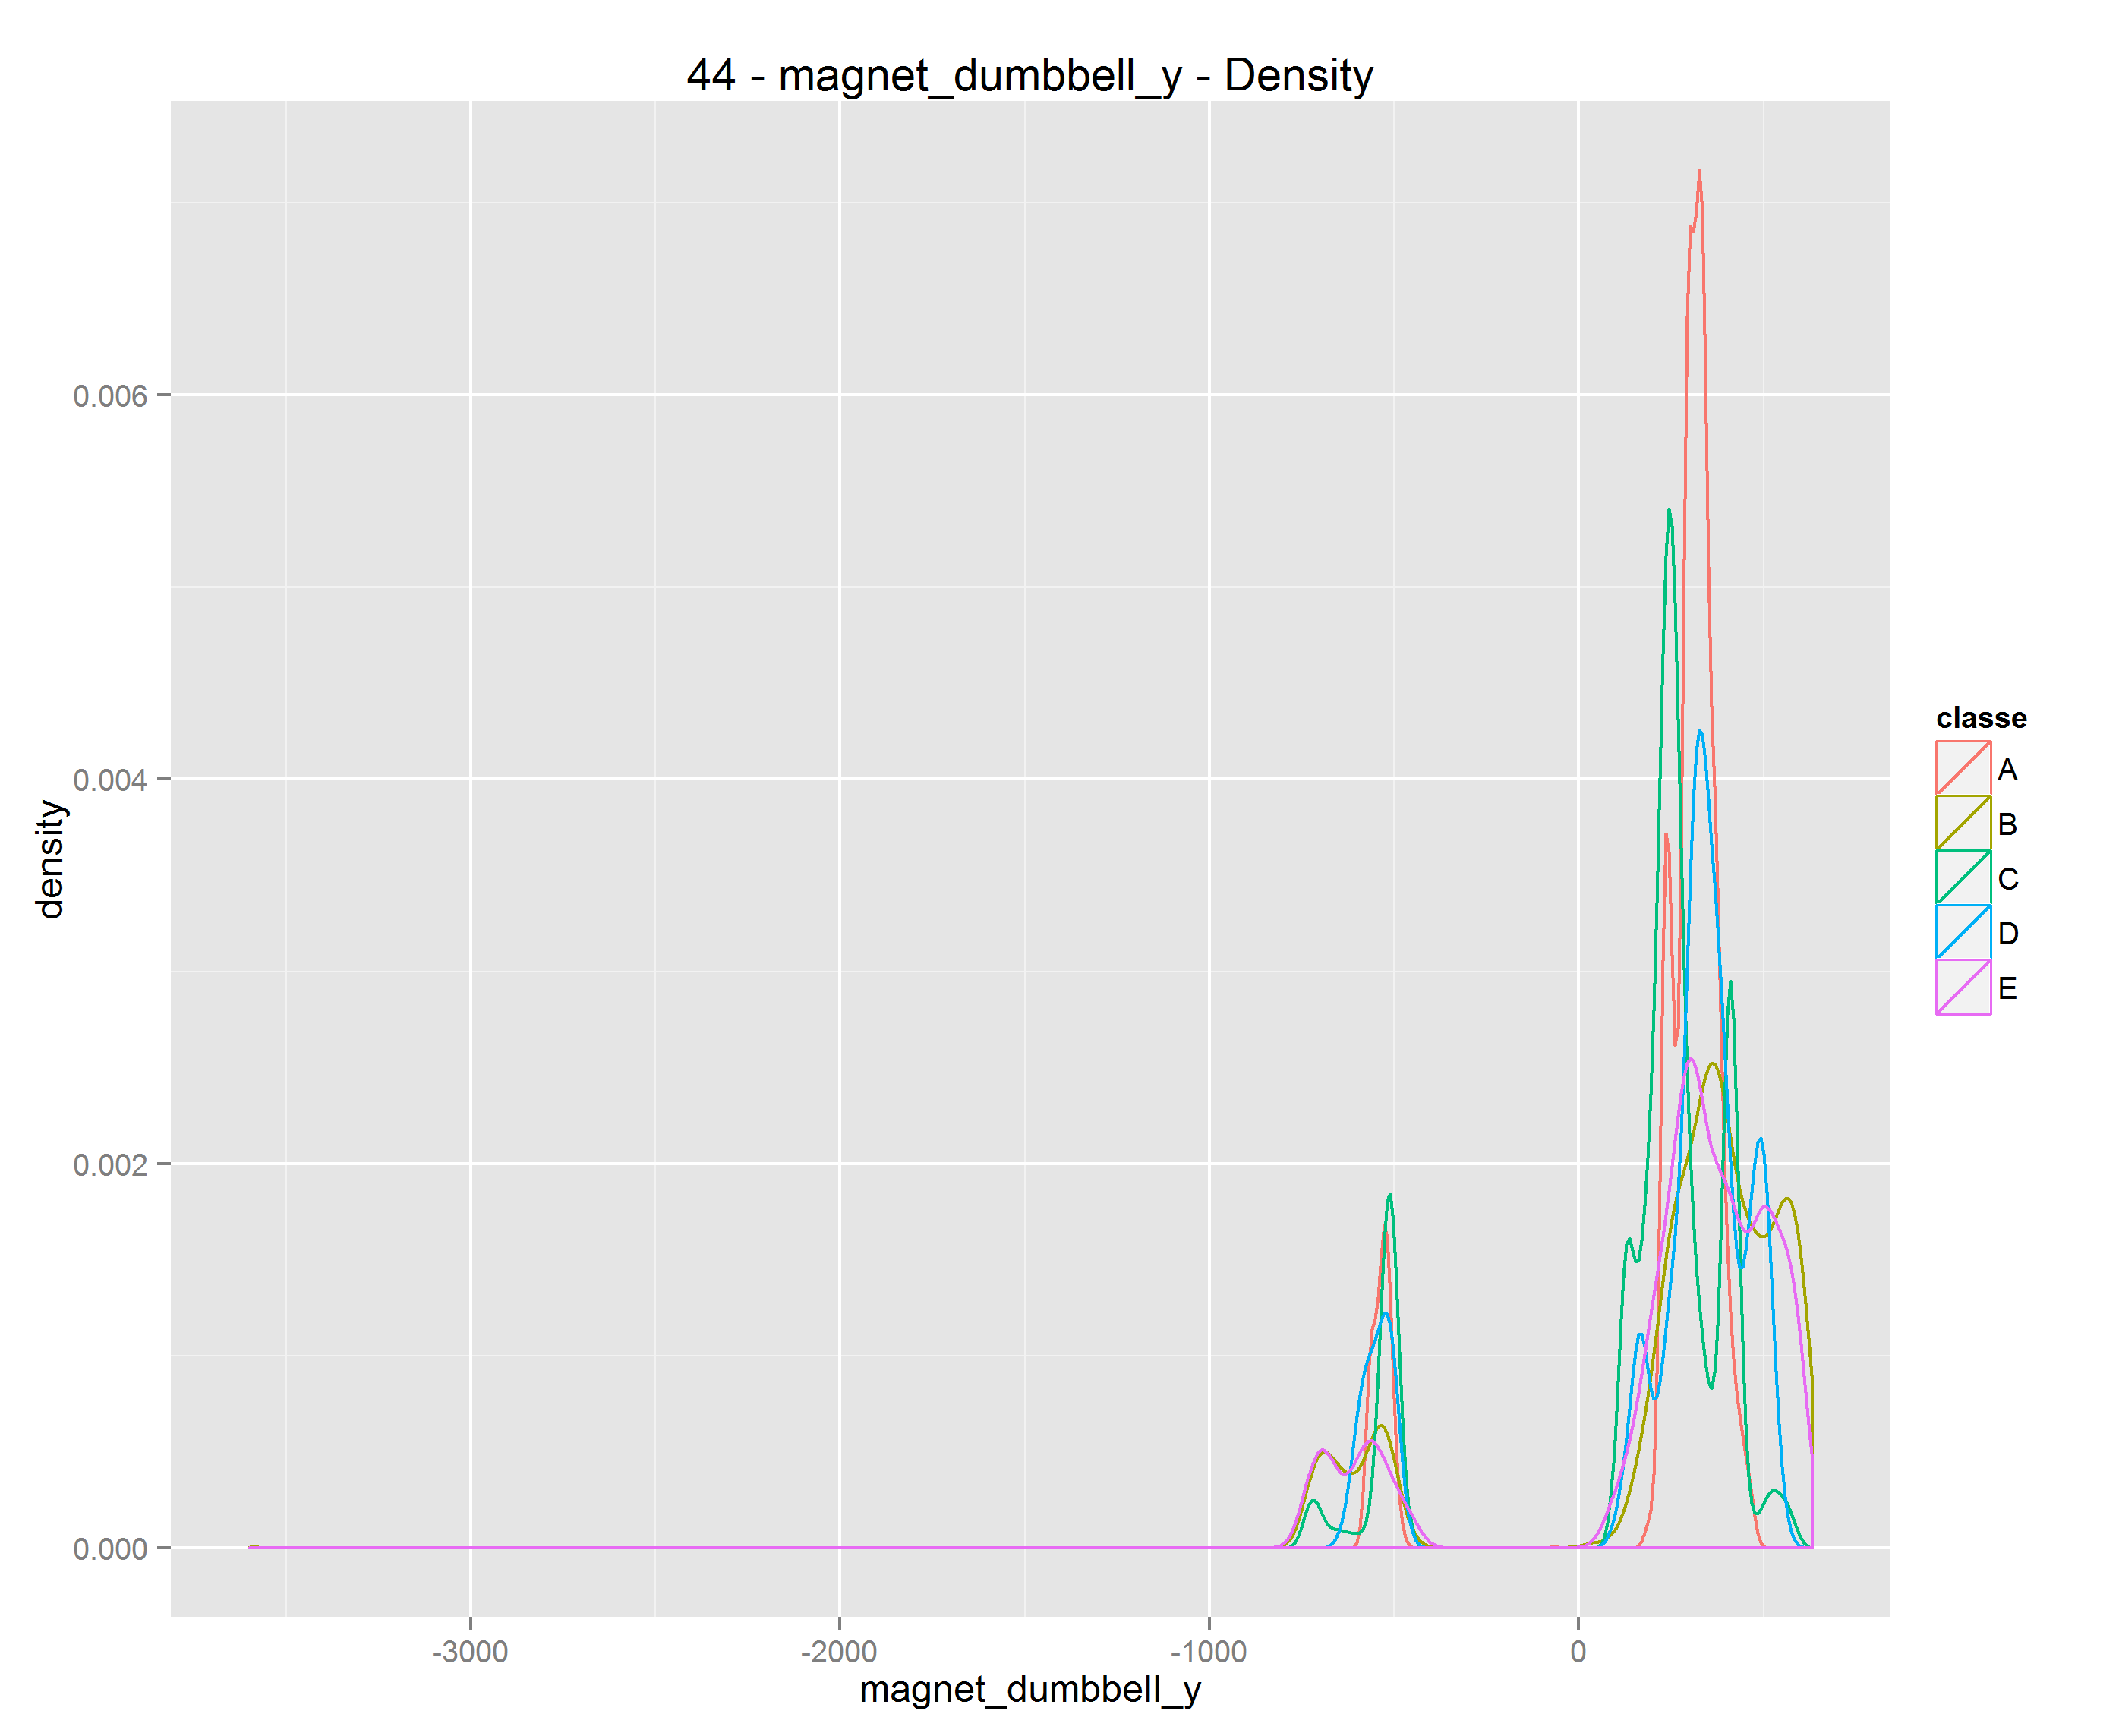 44 - magnet_dumbbell_y - Density
0.006
0.004
0.002
0.000
density
-3000
-2000
-1000
0
magnet_dumbbell_y
classe
A
B
C
D
E